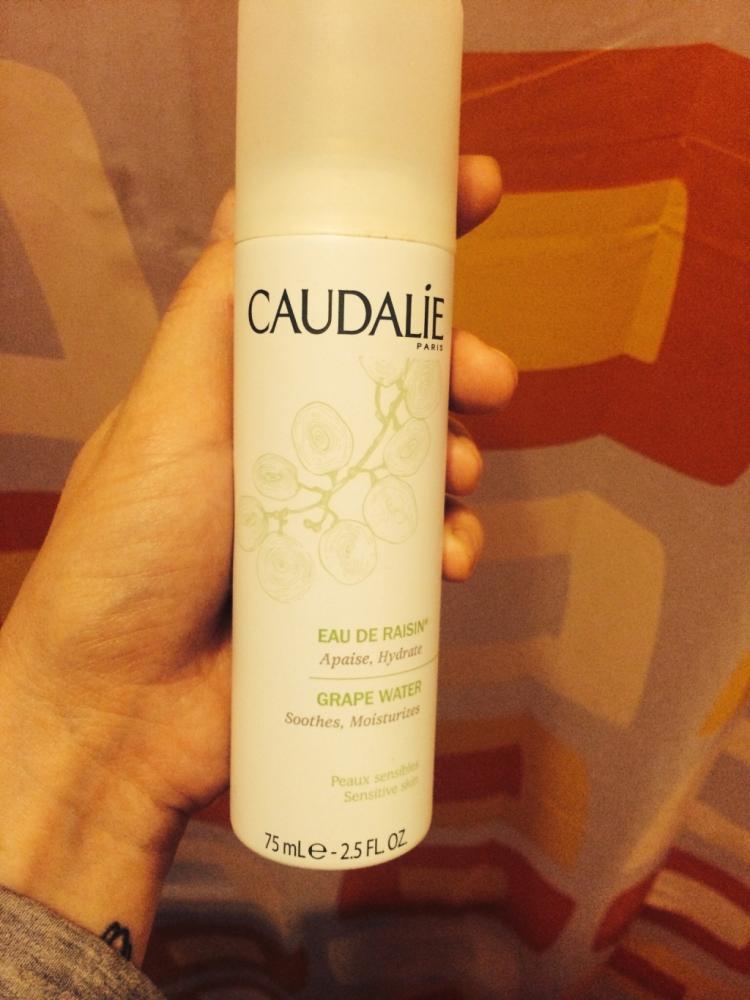 CAUDALİE
PARIS
EAU DE RAISIN*
Apaise, Hydrate
GRAPE WATER
Soothes, Moisturizes
Peaux sensibles
Sensitive skin
75 mL ℮ - 2.5 FL. OZ.